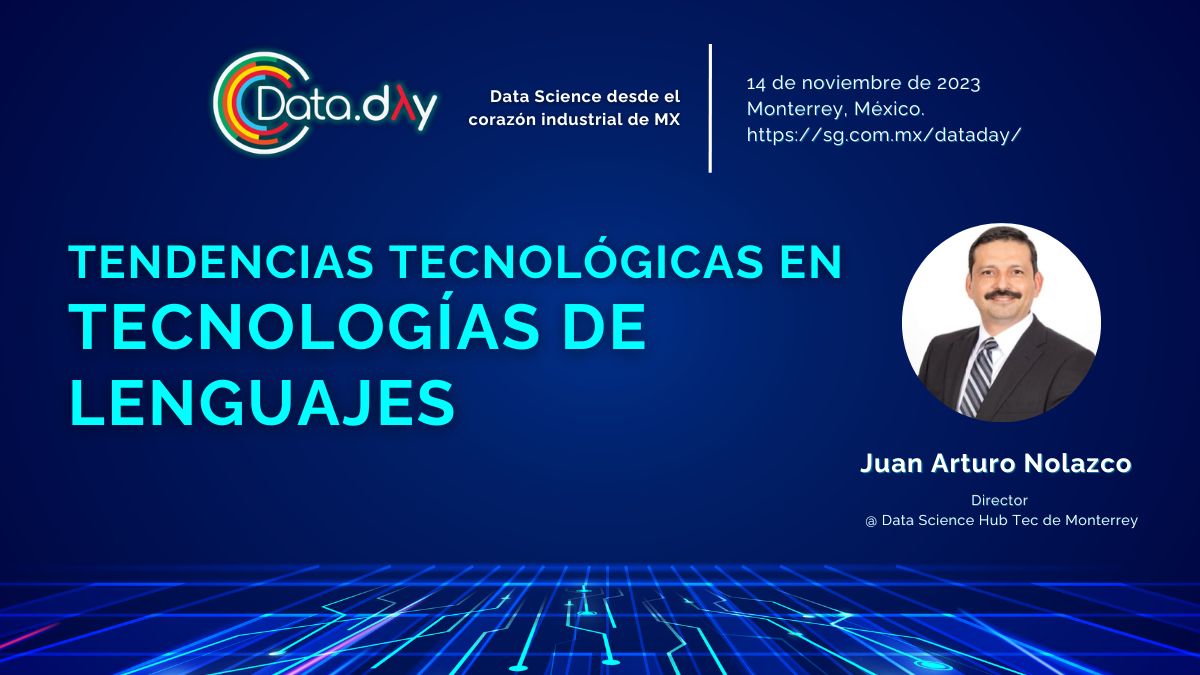 Data.dλy
Data Science desde el
corazón industrial de MX
14 de noviembre de 2023
Monterrey, México.
https://sg.com.mx/dataday/
TENDENCIAS TECNOLÓGICAS EN
TECNOLOGÍAS DE
LENGUAJES
Juan Arturo Nolazco
Director
@ Data Science Hub Tec de Monterrey